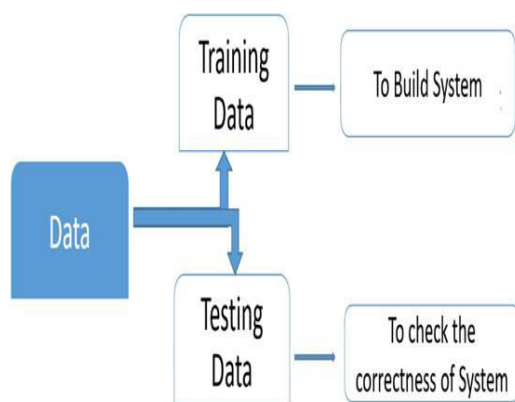 Training
Data
To Build System
Data
Testing
Data
To check the
correctness of System